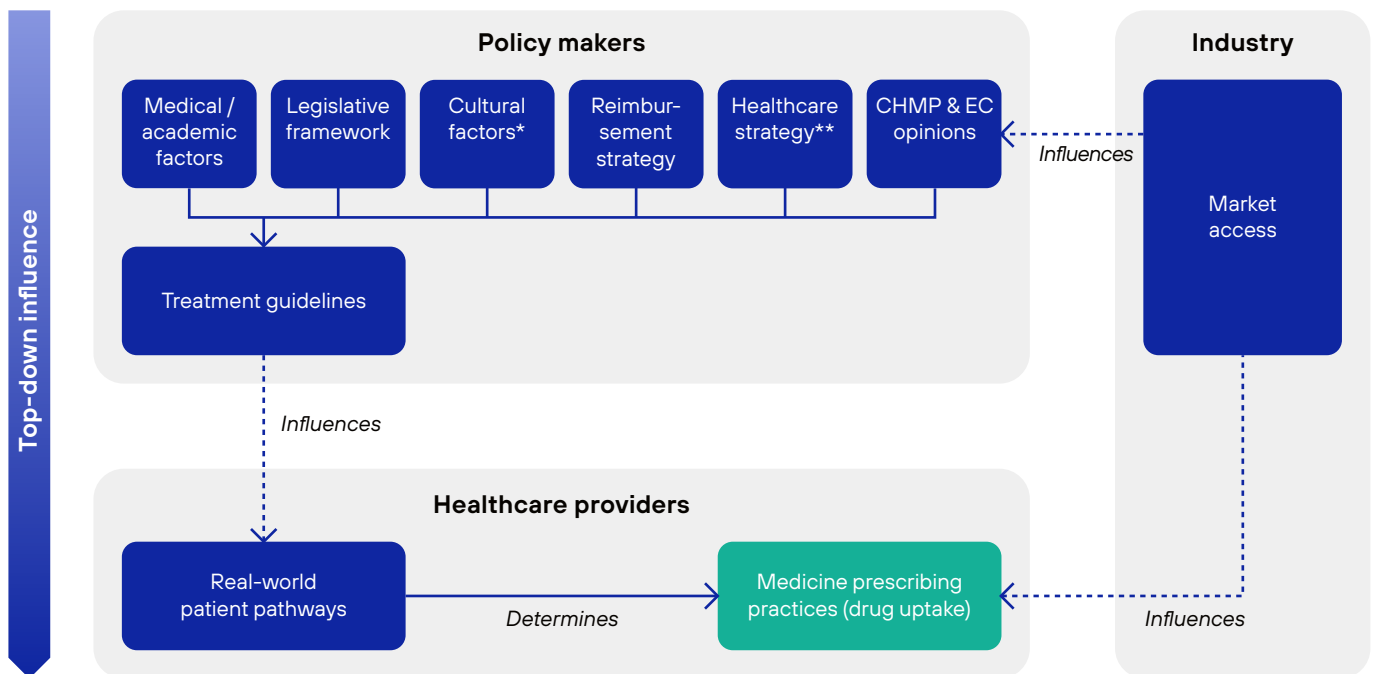 Top-down influence
Policy makers
Medical /
academic
factors
Legislative
framework
Cultural
factors*
Reimbur-
sement
strategy
Healthcare
strategy**
CHMP & EC
opinions
Influences
Industry
Market
access
Treatment guidelines
Influences
Healthcare providers
Real-world
patient pathways
Determines
Medicine prescribing
practices (drug uptake)
Influences